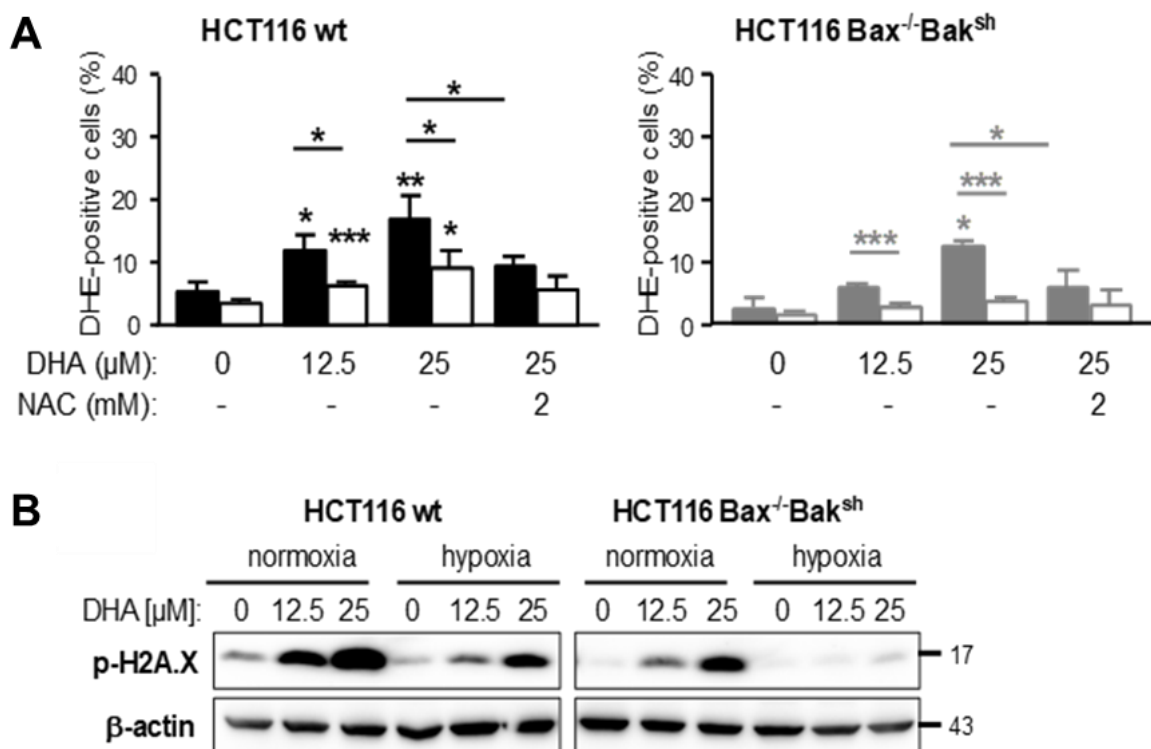 A
HCT116 wt
HCT116 Bax-/-Baksh
DHE-positive cells (%)
40
30
20
10
0
*
*
*
*
***
**
*
DHE-positive cells (%)
40
30
20
10
0
*
***
***
*
DHA (µM): 0 12.5 25 25 0 12.5 25 25
NAC (mM): - - - 2 - - - 2
B
HCT116 wt HCT116 Bax-/-Baksh
normoxia hypoxia normoxia hypoxia
DHA [µM]: 0 12.5 25 0 12.5 25 0 12.5 25 0 12.5 25
p-H2A.X 17
β-actin 43